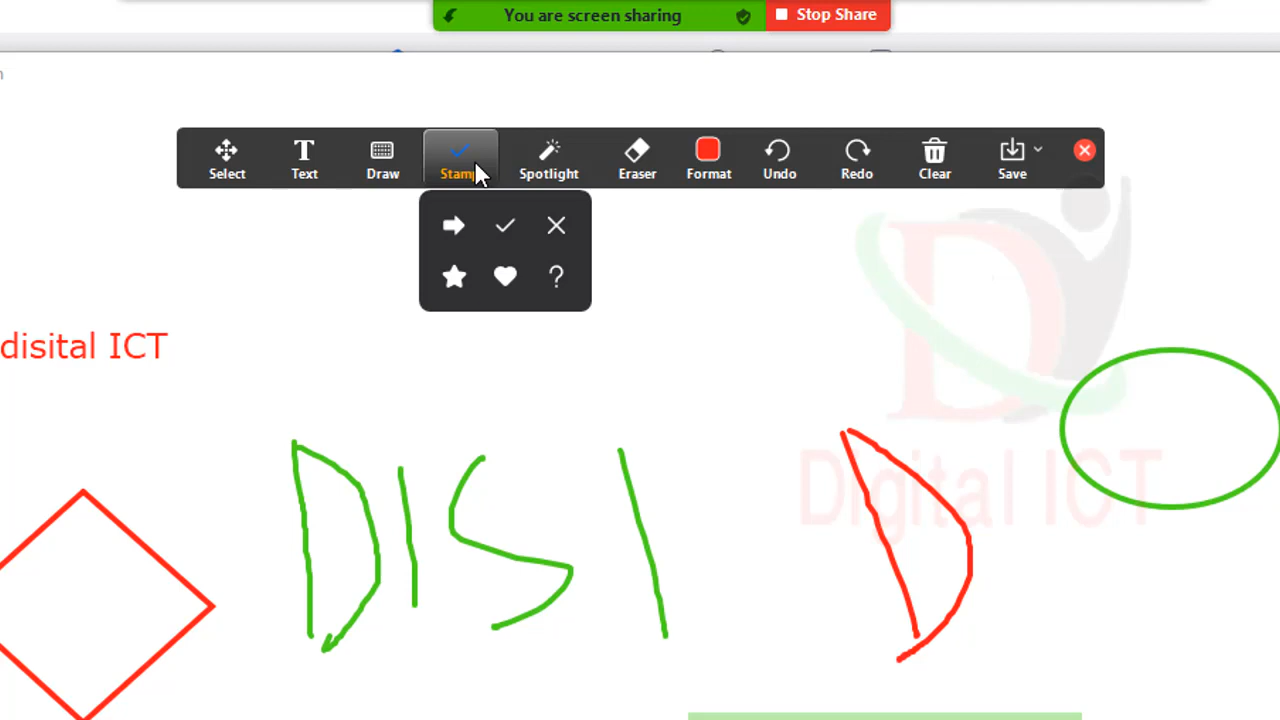 You are screen sharing Stop Share
Select Text Draw Stamp Spotlight Eraser Format Undo Redo Clear Save
disital ICT
DISI D
Digital ICT